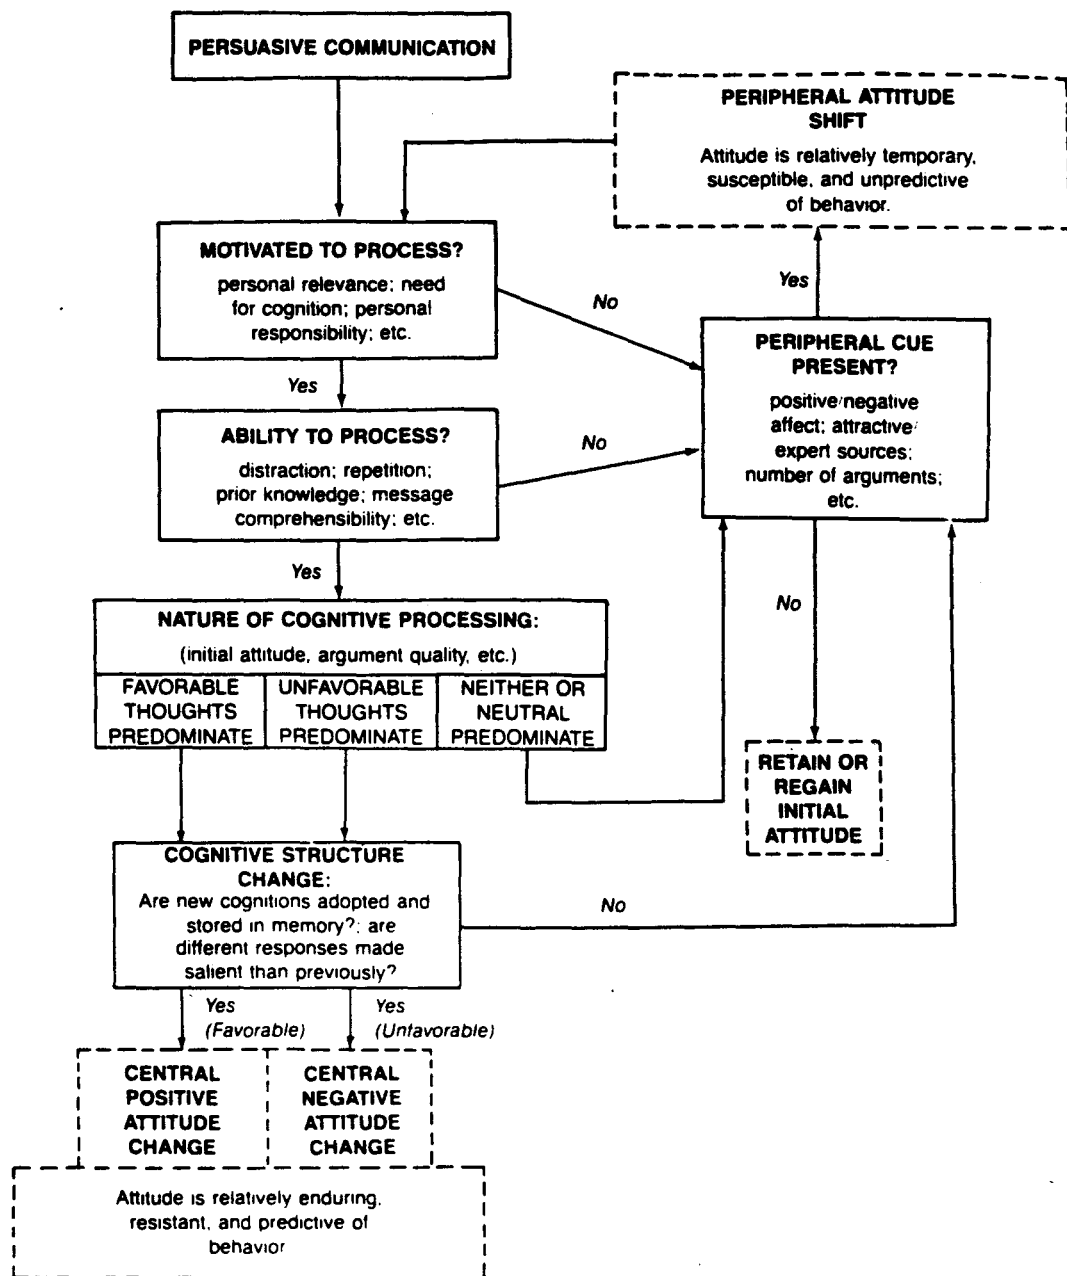 PERSUASIVE COMMUNICATION
PERIPHERAL ATTITUDE
SHIFT
Attitude is relatively temporary,
susceptible, and unpredictive
of behavior.
MOTIVATED TO PROCESS?
personal relevance; need
for cognition; personal
responsibility; etc.
No
Yes
PERIPHERAL CUE
PRESENT?
positive/negative
affect; attractive/
expert sources;
number of arguments;
etc.
Yes
ABILITY TO PROCESS?
distraction; repetition;
prior knowledge; message
comprehensibility; etc.
No
Yes
No
NATURE OF COGNITIVE PROCESSING:
(initial attitude, argument quality, etc.)
FAVORABLE
THOUGHTS
PREDOMINATE
UNFAVORABLE
THOUGHTS
PREDOMINATE
NEITHER OR
NEUTRAL
PREDOMINATE
RETAIN OR
REGAIN
INITIAL
ATTITUDE
COGNITIVE STRUCTURE
CHANGE:
Are new cognitions adopted and
stored in memory?; are
different responses made
salient than previously?
No
Yes
(Favorable)
Yes
(Unfavorable)
CENTRAL
POSITIVE
ATTITUDE
CHANGE
CENTRAL
NEGATIVE
ATTITUDE
CHANGE
Attitude is relatively enduring,
resistant, and predictive of
behavior